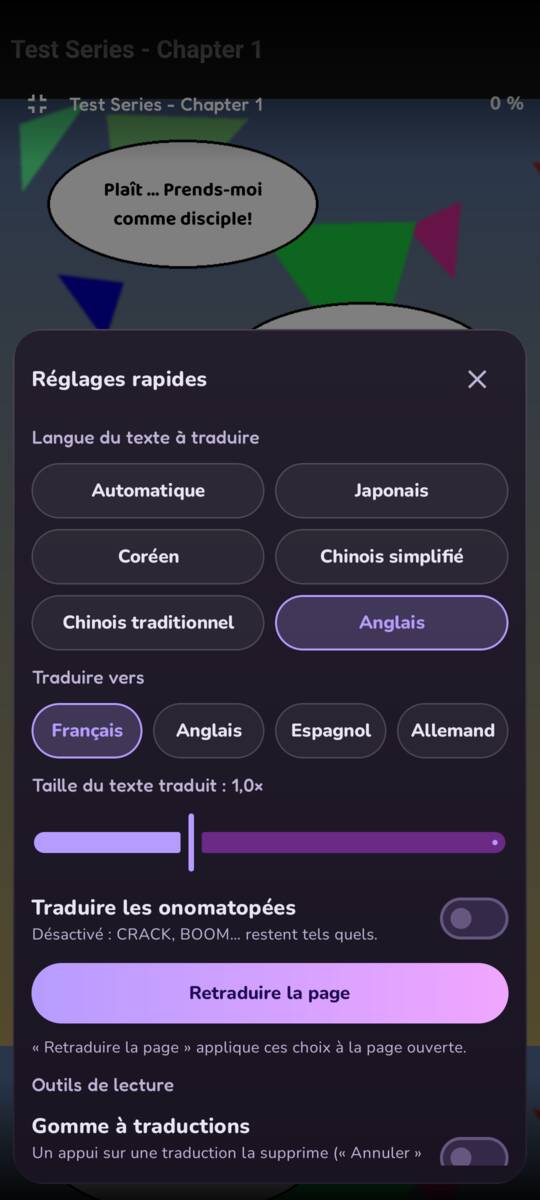 Test Series - Chapter 1
Test Series - Chapter 1
0 %
Plaît ... Prends-moi
comme disciple!
Réglages rapides
Langue du texte à traduire
Automatique
Japonais
Coréen
Chinois simplifié
Chinois traditionnel
Anglais
Traduire vers
Français
Anglais
Espagnol
Allemand
Taille du texte traduit : 1,0×
Traduire les onomatopées
Désactivé : CRACK, BOOM… restent tels quels.
Retraduire la page
« Retraduire la page » applique ces choix à la page ouverte.
Outils de lecture
Gomme à traductions
Un appui sur une traduction la supprime (« Annuler »